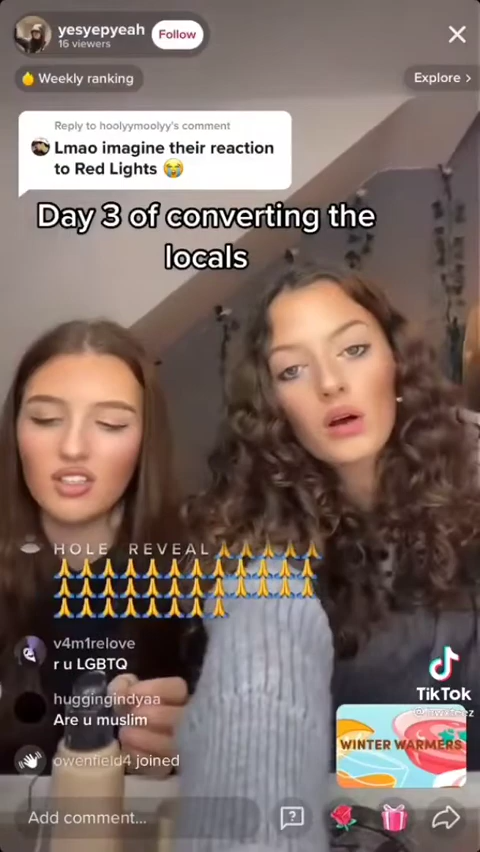 yesyepyeah
Follow
16 viewers
Weekly ranking
Explore >
Reply to hoolyymoolyy's comment
Lmao imagine their reaction
to Red Lights 😭
Day 3 of converting the
locals
HOLE REVEAL🙏🙏🙏🙏🙏
🙏🙏🙏🙏🙏🙏🙏🙏🙏🙏🙏🙏
🙏🙏🙏🙏🙏🙏🙏🙏🙏🙏🙏🙏
🙏🙏🙏🙏🙏🙏🙏🙏
v4m1relove
r u LGBTQ
huggingindyaa
Are u muslim
owenfield4 joined
TikTok
WINTER WARMERS
Add comment...